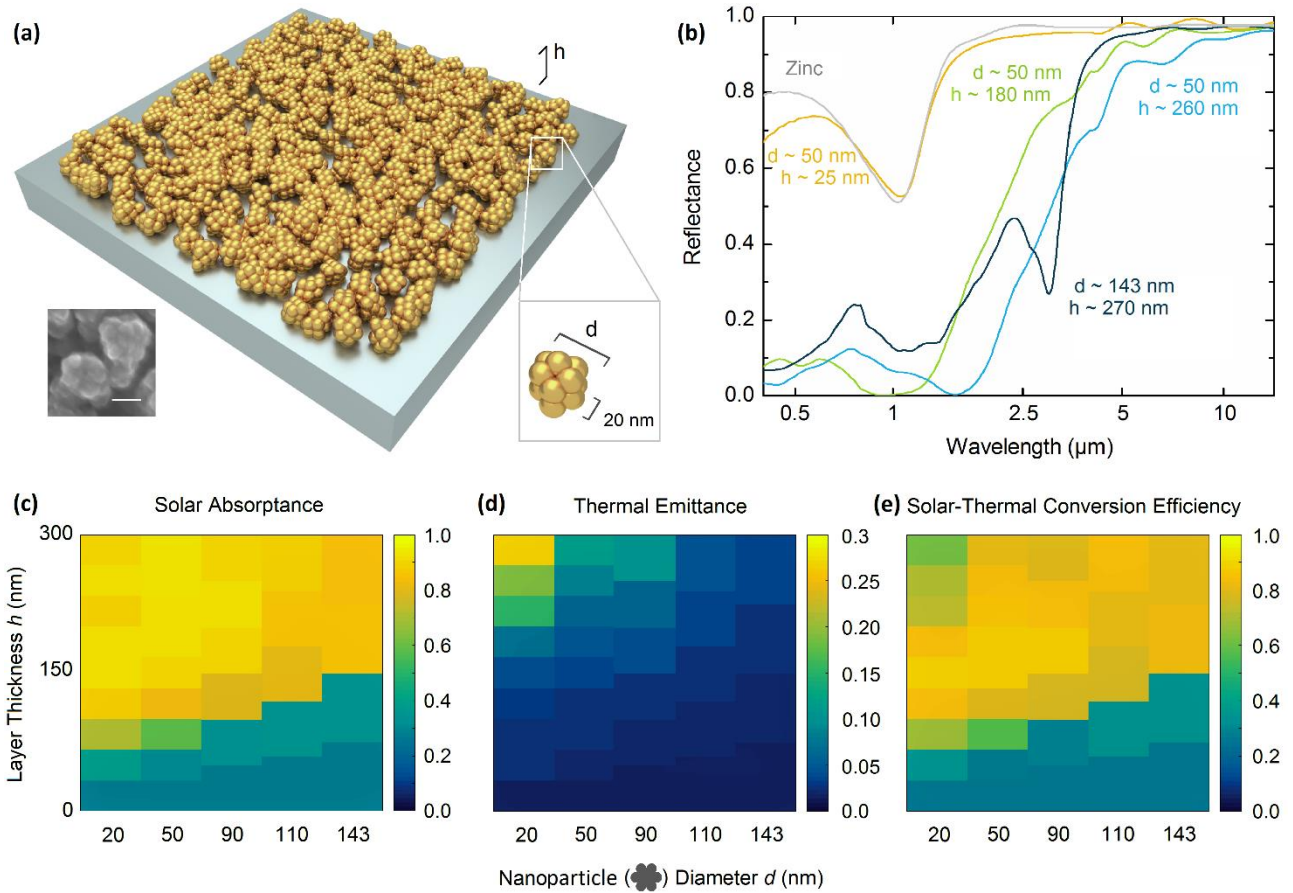 (a)
h
d
20 nm
(b)
1.0
0.8
0.6
0.4
0.2
0.0
Reflectance
Zinc
d ~ 50 nm
h ~ 25 nm
d ~ 50 nm
h ~ 180 nm
d ~ 50 nm
h ~ 260 nm
d ~ 143 nm
h ~ 270 nm
0.5 1 2.5 5 10
Wavelength (μm)
(c) Solar Absorptance
300
150
0
Layer Thickness h (nm)
20 50 90 110 143
1.0
0.8
0.6
0.4
0.2
0.0
(d) Thermal Emittance
20 50 90 110 143
0.3
0.25
0.20
0.15
0.10
0.05
0.0
(e) Solar-Thermal Conversion Efficiency
20 50 90 110 143
1.0
0.8
0.6
0.4
0.2
0.0
Nanoparticle ( ) Diameter d (nm)